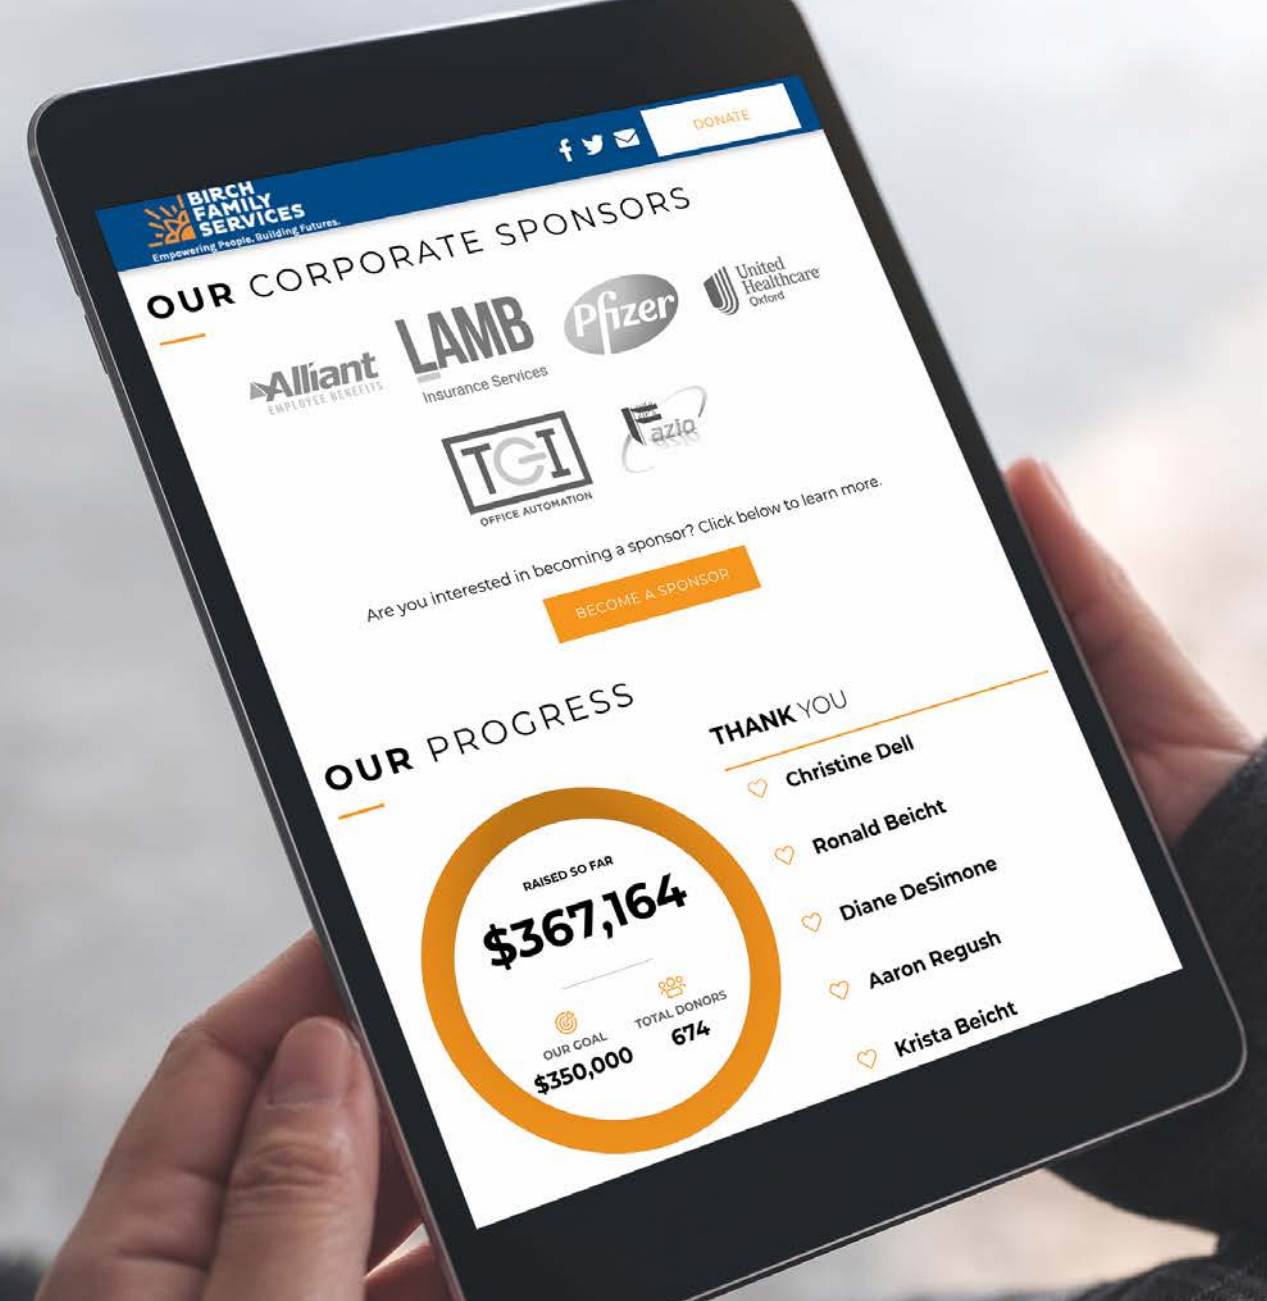 BIRCH
FAMILY
SERVICES
Empowering People. Building Futures.
DONATE
OUR CORPORATE SPONSORS
Alliant
EMPLOYEE BENEFITS
LAMB
Insurance Services
Pfizer
United
Healthcare
Oxford
TGI
OFFICE AUTOMATION
Fazio
Are you interested in becoming a sponsor? Click below to learn more.
BECOME A SPONSOR
OUR PROGRESS
RAISED SO FAR
$367,164
OUR GOAL
$350,000
TOTAL DONORS
674
THANK YOU
Christine Dell
Ronald Beicht
Diane DeSimone
Aaron Regush
Krista Beicht